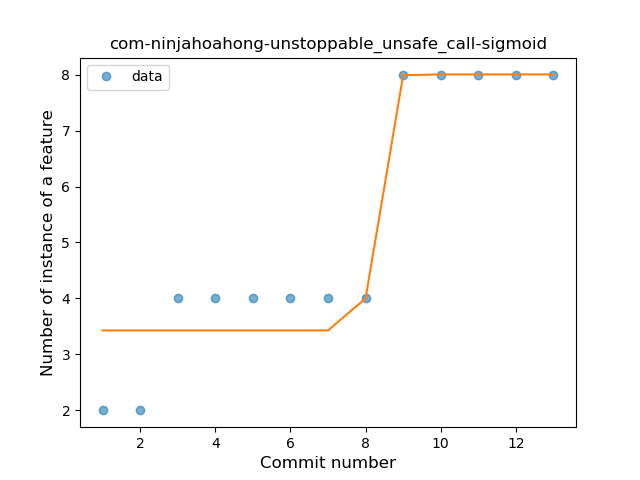 com-ninjahoahong-unstoppable_unsafe_call-sigmoid
data
Number of instance of a feature
8
7
6
5
4
3
2
2 4 6 8 10 12
Commit number